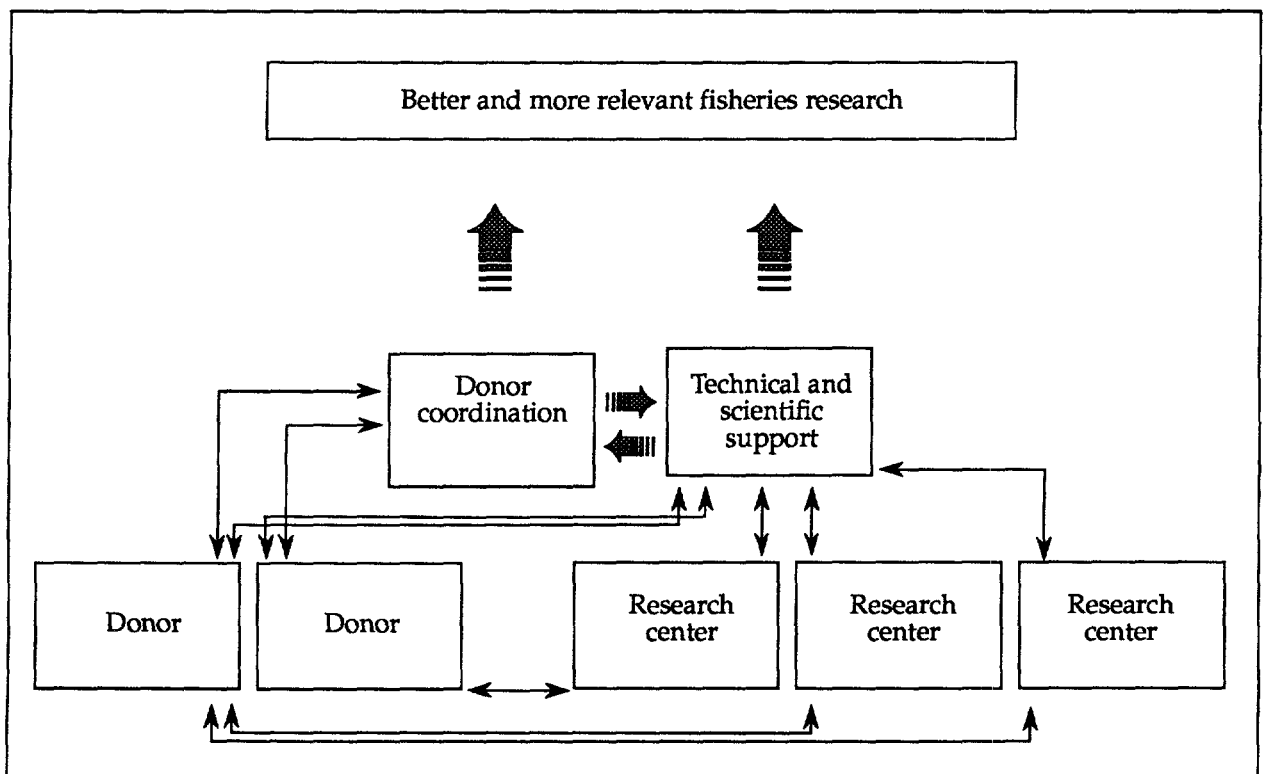 Better and more relevant fisheries research
Donor
coordination
Technical and
scientific
support
Donor
Donor
Research
center
Research
center
Research
center